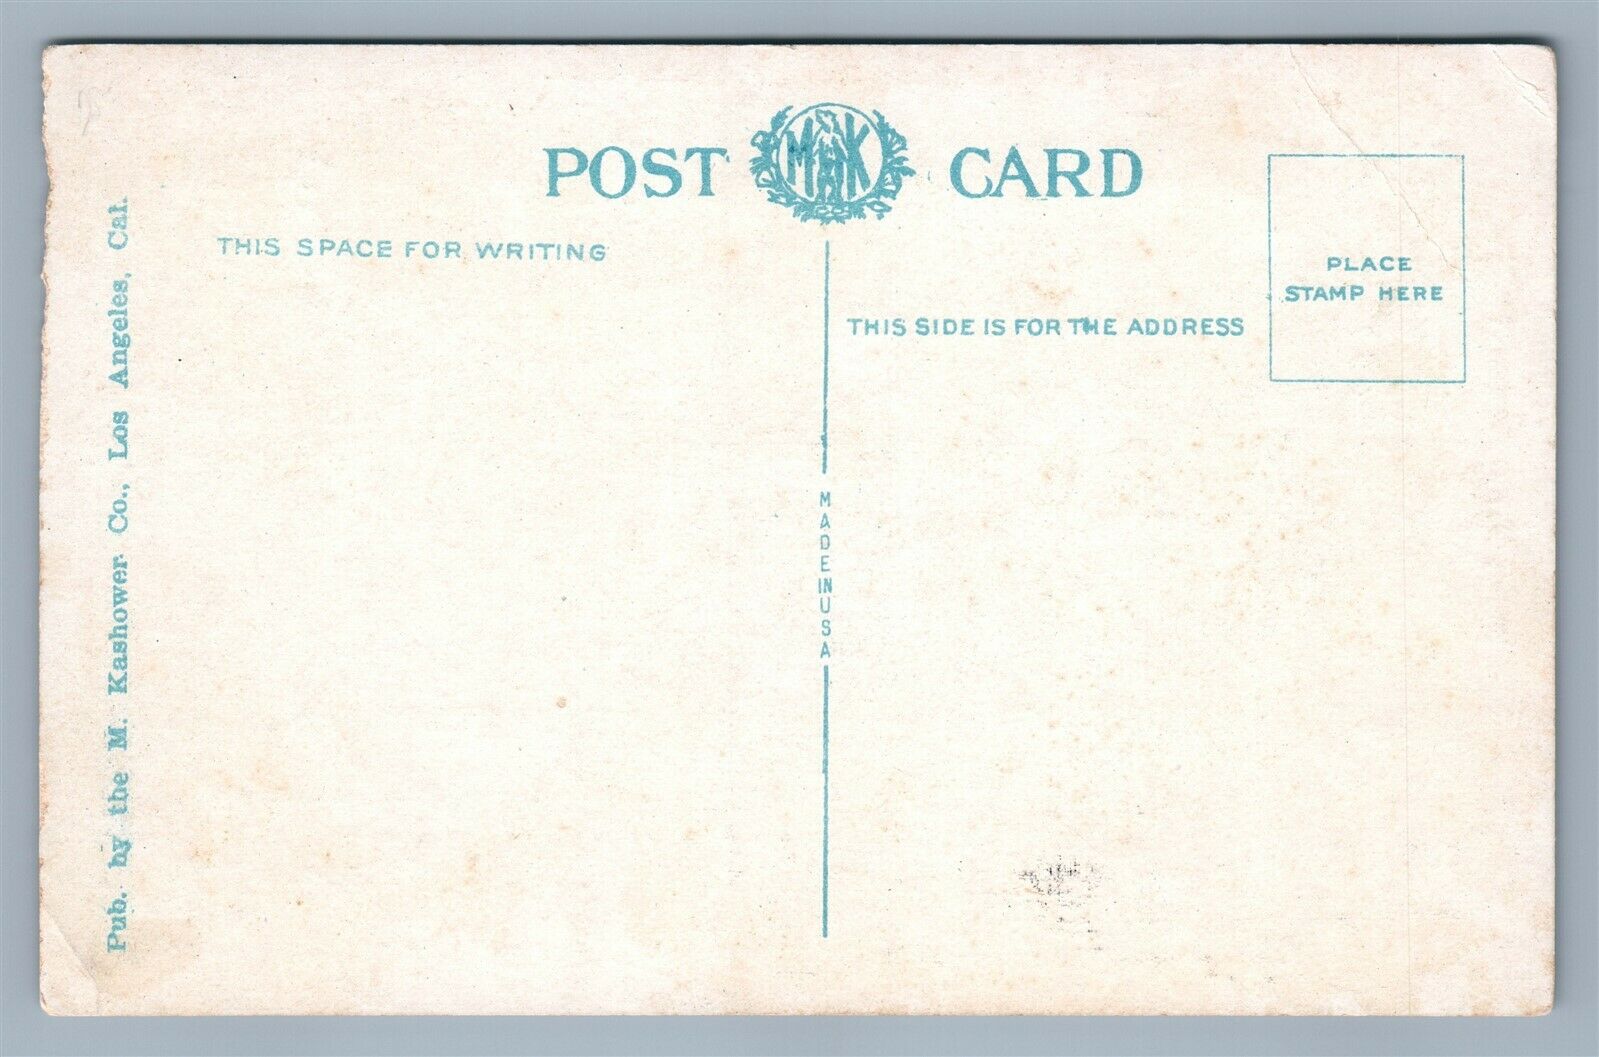 POST MK CARD
THIS SPACE FOR WRITING
PLACE
STAMP HERE
THIS SIDE IS FOR THE ADDRESS
MADE IN USA
Pub. by the M. Kashower Co., Los Angeles, Cal.